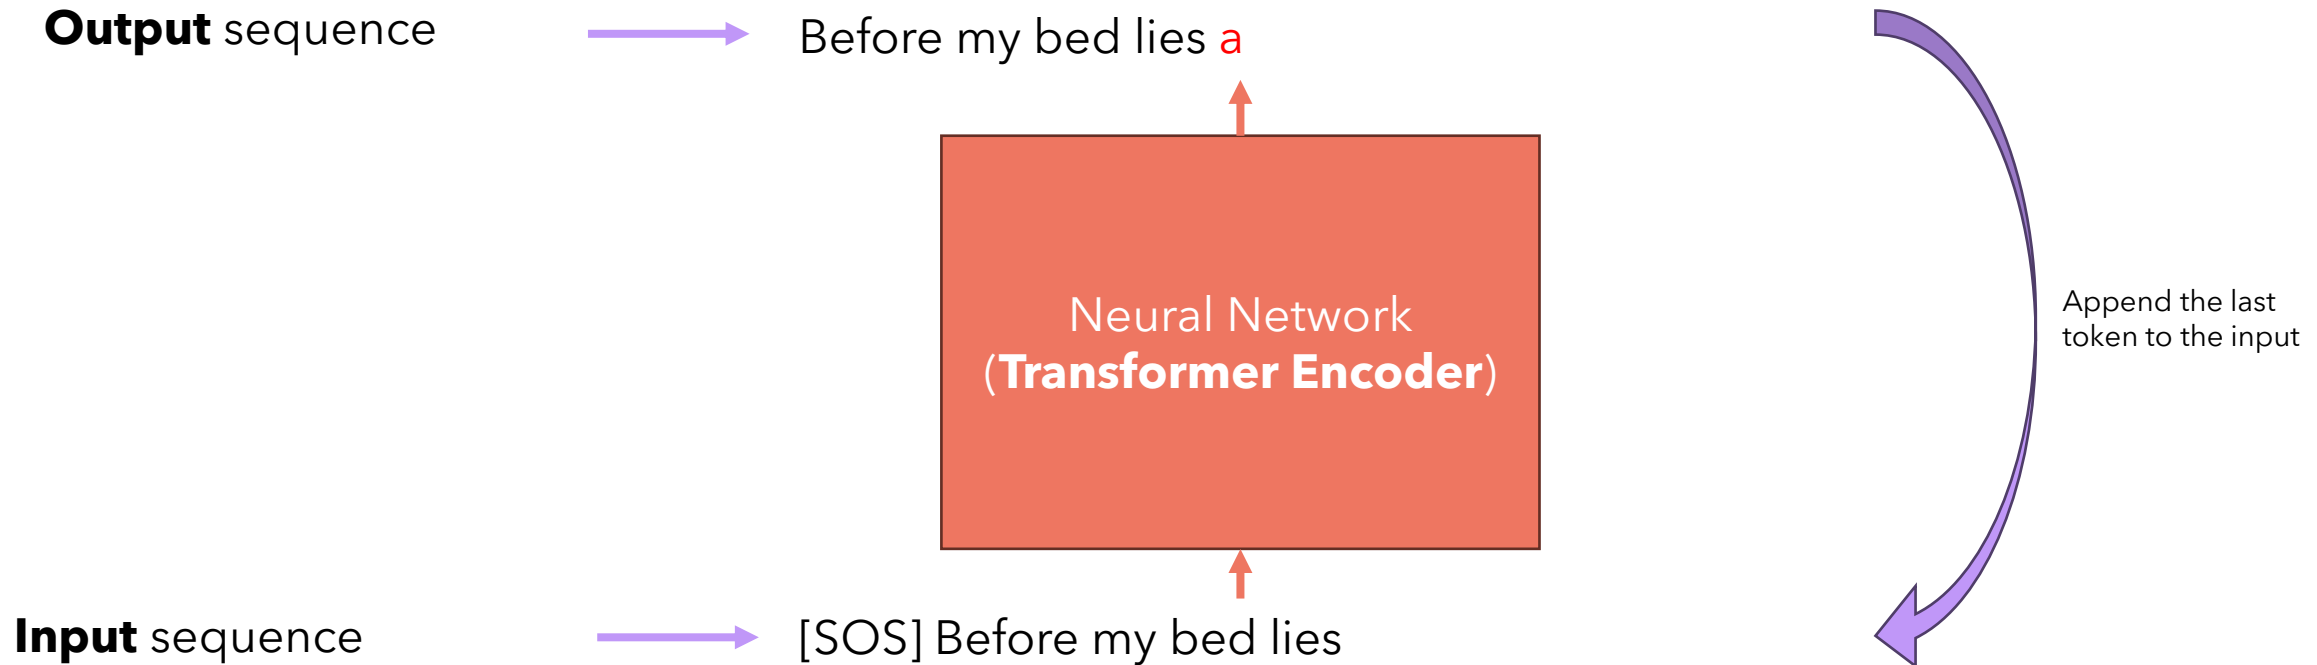 Output sequence
Before my bed lies a
Neural Network
(Transformer Encoder)
Append the last
token to the input
Input sequence
[SOS] Before my bed lies